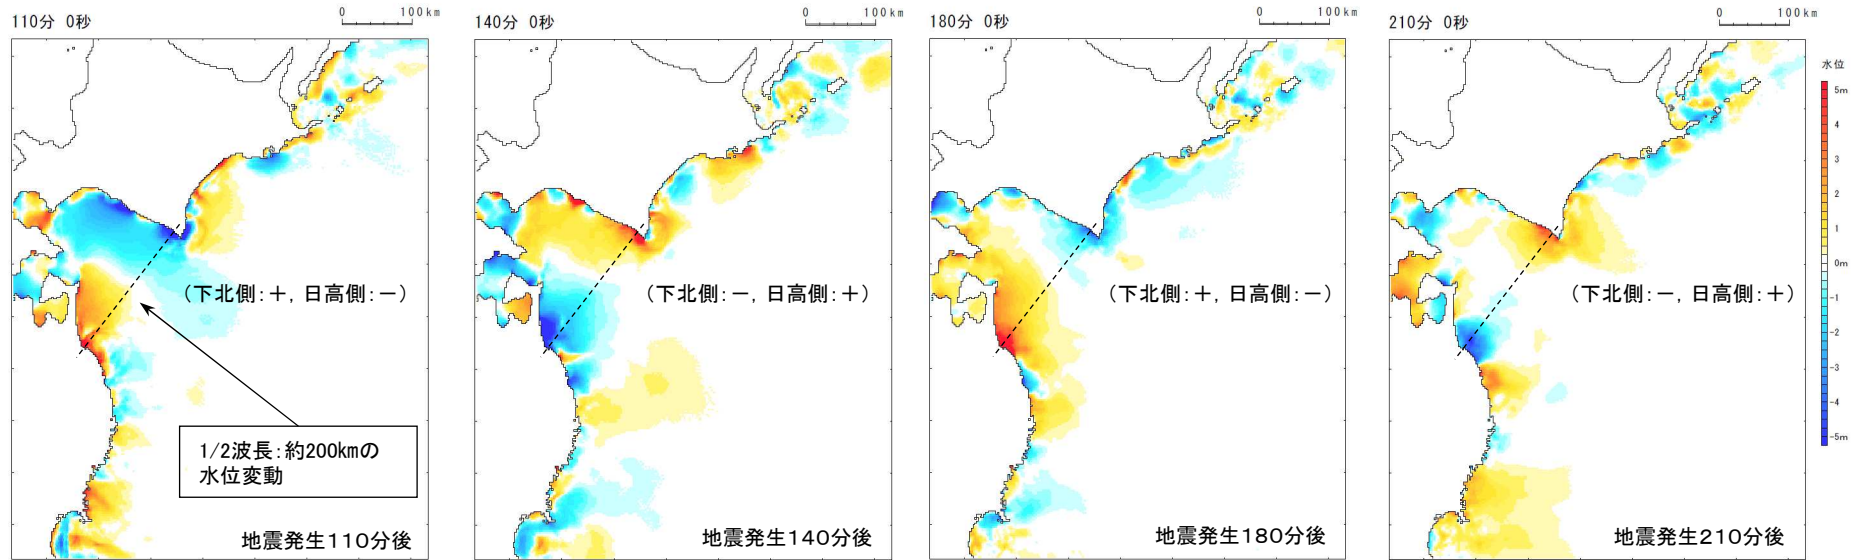 110分 0秒
0 100km
140分 0秒
0 100km
180分 0秒
0 100km
210分 0秒
0 100km
水位
5m
4
3
2
1
0m
-1
-2
-3
-4
-5m
(下北側:＋, 日高側:－)
(下北側:－, 日高側:＋)
(下北側:＋, 日高側:－)
(下北側:－, 日高側:＋)
1/2波長:約200kmの
水位変動
地震発生110分後
地震発生140分後
地震発生180分後
地震発生210分後